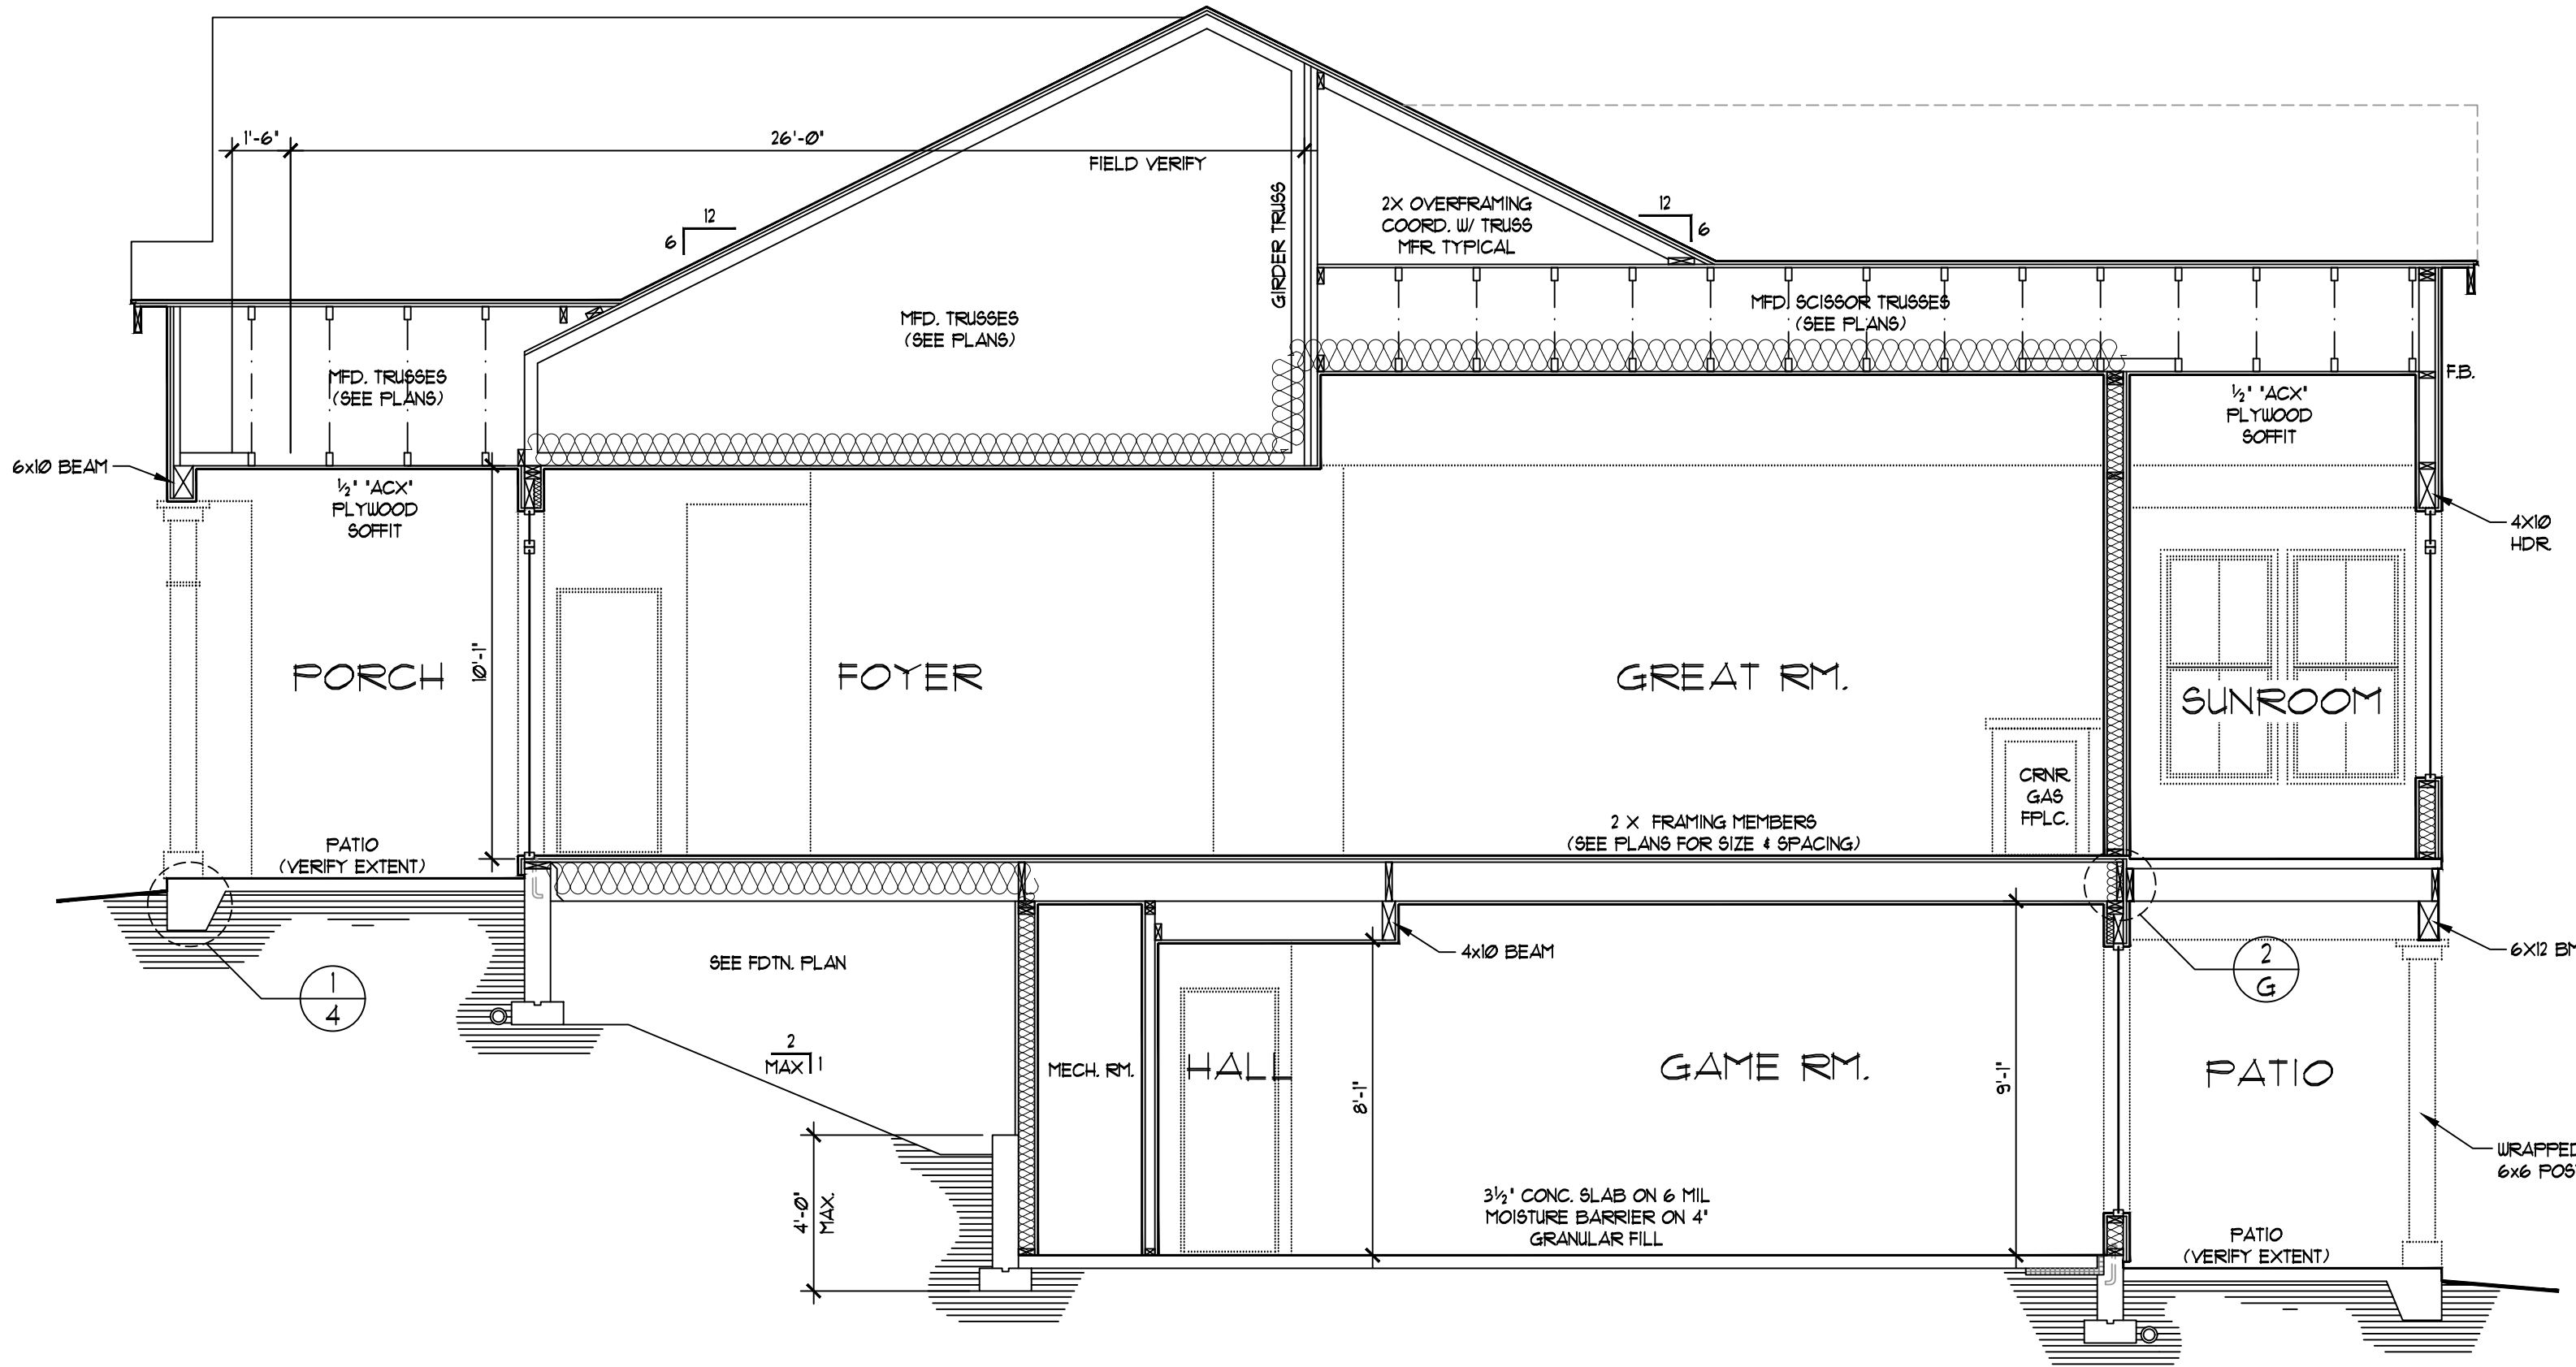 1'-6"
26'-0"
FIELD VERIFY
12
6
GIRDER TRUSS
2X OVERFRAMING
COORD. W/ TRUSS
MFR. TYPICAL
12
6
MFD. TRUSSES
(SEE PLANS)
MFD. SCISSOR TRUSSES
(SEE PLANS)
MFD. TRUSSES
(SEE PLANS)
F.B.
1/2" "ACX"
PLYWOOD
SOFFIT
6x10 BEAM
1/2" "ACX"
PLYWOOD
SOFFIT
4X10
HDR.
PORCH
10'-1"
FOYER
GREAT RM.
SUNROOM
CRNR.
GAS
FPLC.
PATIO
(VERIFY EXTENT)
2 X FRAMING MEMBERS
(SEE PLANS FOR SIZE & SPACING)
SEE FDTN. PLAN
4x10 BEAM
6X12 BM
1
4
2
G
2
MAX
1
MECH. RM.
HALL
8'-1"
GAME RM.
9'-1"
PATIO
WRAPPED
6x6 POS
4'-0"
MAX.
3 1/2" CONC. SLAB ON 6 MIL
MOISTURE BARRIER ON 4"
GRANULAR FILL
PATIO
(VERIFY EXTENT)